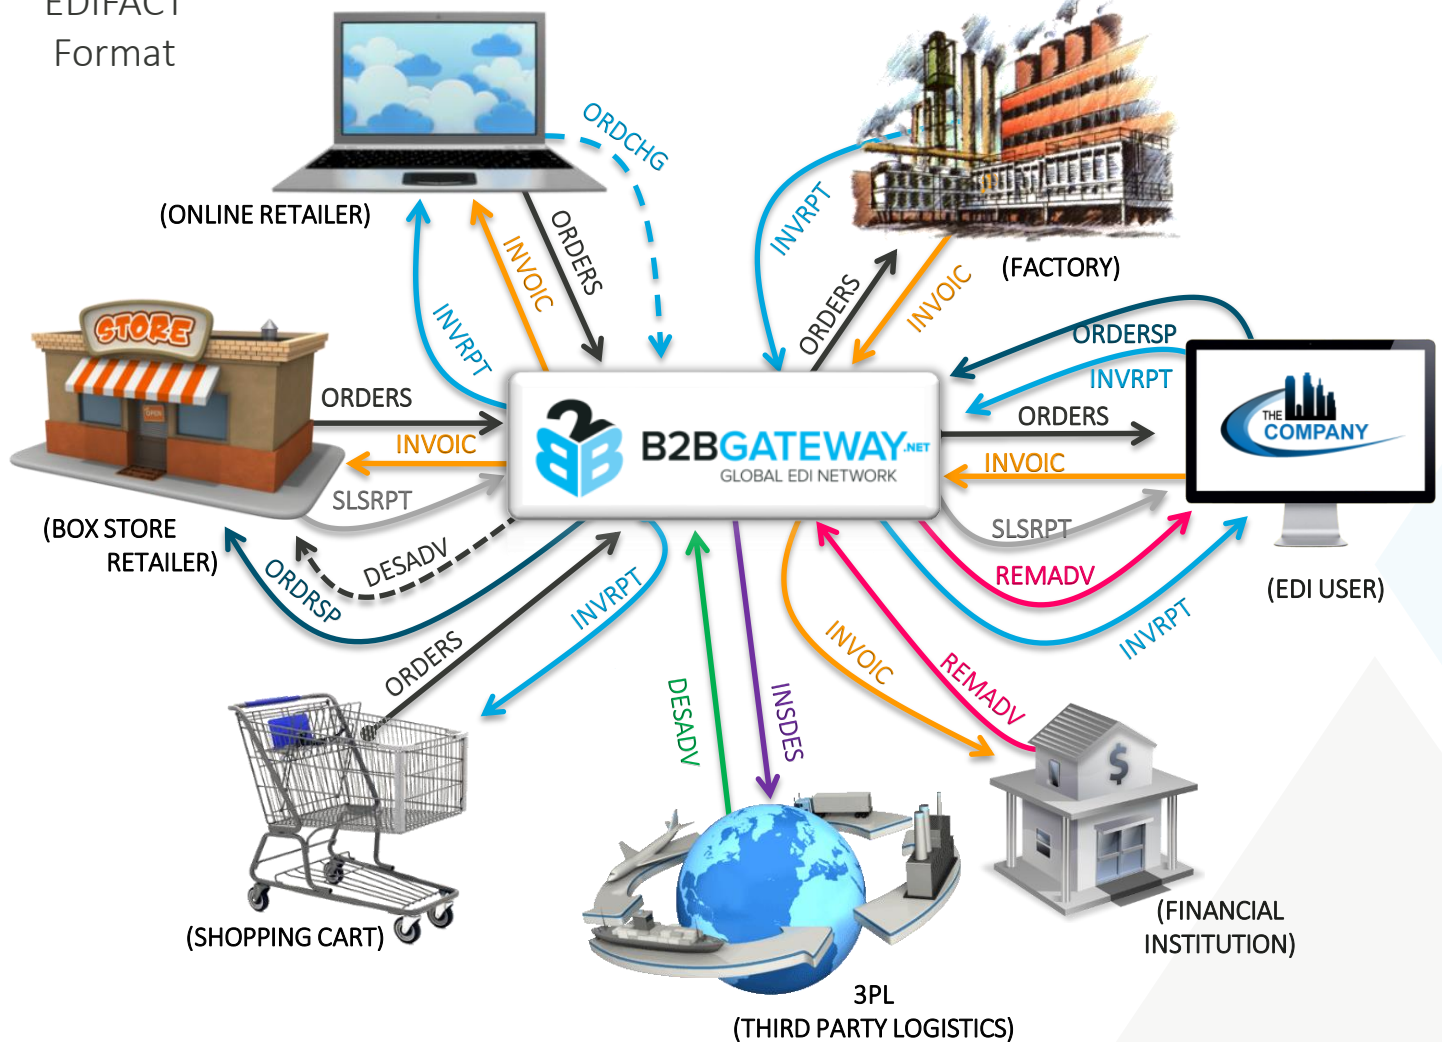 EDIFACT
Format
ORDCHG
INVRPT
(ONLINE RETAILER)
ORDERS
INVOIC
INVRPT
ORDERS
INVOIC
(FACTORY)
STORE
OPEN
ORDERS
INVOIC
SLSRPT
DESADV
ORDRSP
(BOX STORE
RETAILER)
B2B
B2BGATEWAY.NET
GLOBAL EDI NETWORK
ORDERSP
INVRPT
ORDERS
INVOIC
SLSRPT
REMADV
INVRPT
THE
COMPANY
(EDI USER)
ORDERS
INVRPT
(SHOPPING CART)
DESADV
INSDES
INVOIC
REMADV
$
(FINANCIAL
INSTITUTION)
3PL
(THIRD PARTY LOGISTICS)